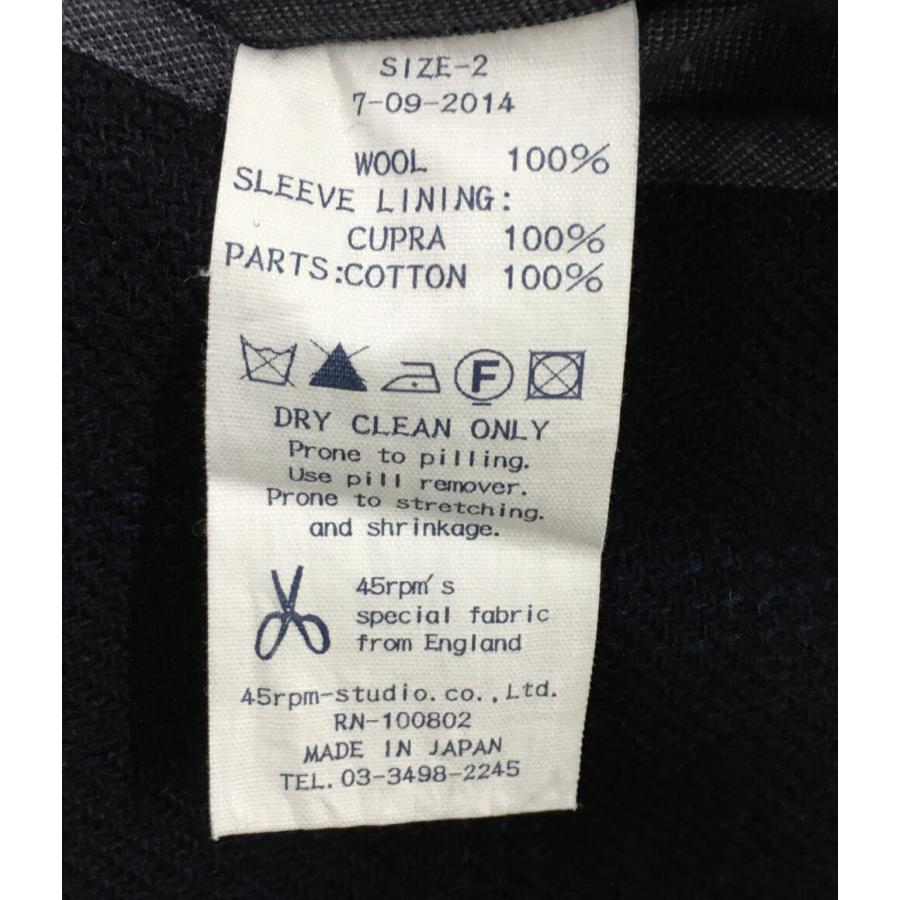 SIZE-2
7-09-2014
WOOL 100%
SLEEVE LINING:
CUPRA 100%
PARTS:COTTON 100%
F
DRY CLEAN ONLY
Prone to pilling.
Use pill remover.
Prone to stretching.
and shrinkage.
45rpm's
special fabric
from England
45rpm-studio.co.,Ltd.
RN-100802
MADE IN JAPAN
TEL.03-3498-2245